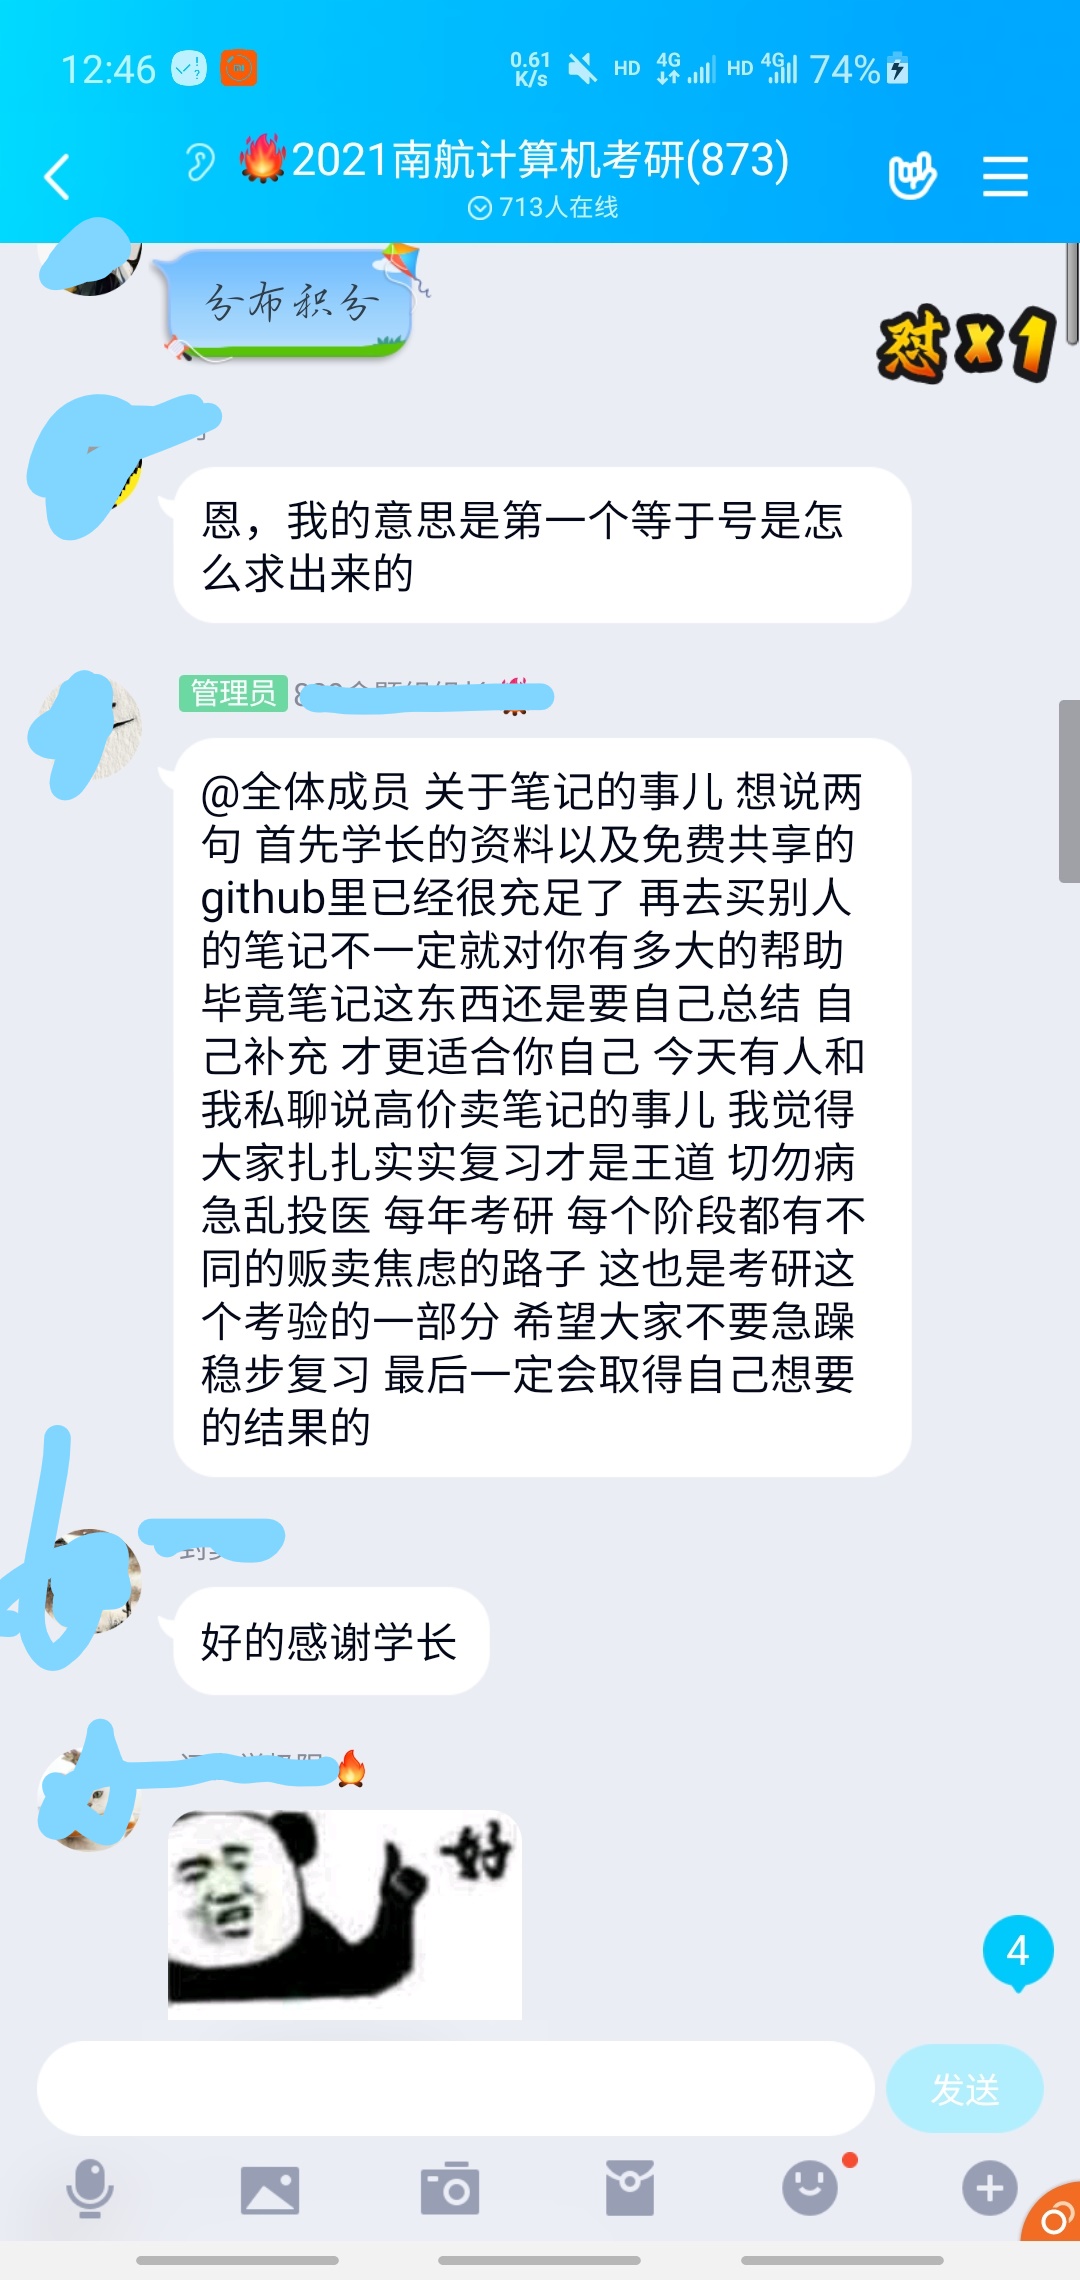 12:46
0.61
K/s
HD
4G
HD
4G
74%
2021南航计算机考研(873)
713人在线
分布积分
怼x1
恩，我的意思是第一个等于号是怎
么求出来的
管理员
@全体成员 关于笔记的事儿 想说两
句 首先学长的资料以及免费共享的
github里已经很充足了 再去买别人
的笔记不一定就对你有多大的帮助
毕竟笔记这东西还是要自己总结 自
己补充 才更适合你自己 今天有人和
我私聊说高价卖笔记的事儿 我觉得
大家扎扎实实复习才是王道 切勿病
急乱投医 每年考研 每个阶段都有不
同的贩卖焦虑的路子 这也是考研这
个考验的一部分 希望大家不要急躁
稳步复习 最后一定会取得自己想要
的结果的
好的感谢学长
好
4
发送